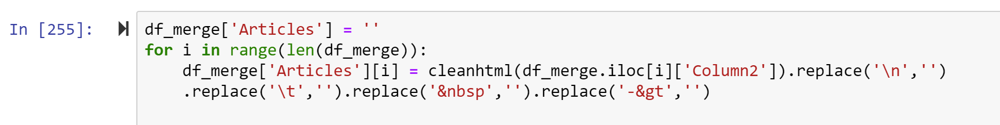 In [255]: df_merge['Articles'] = ''
for i in range(len(df_merge)):
    df_merge['Articles'][i] = cleanhtml(df_merge.iloc[i]['Column2']).replace('\n','')
    .replace('\t','').replace('&nbsp','').replace('-&gt','')